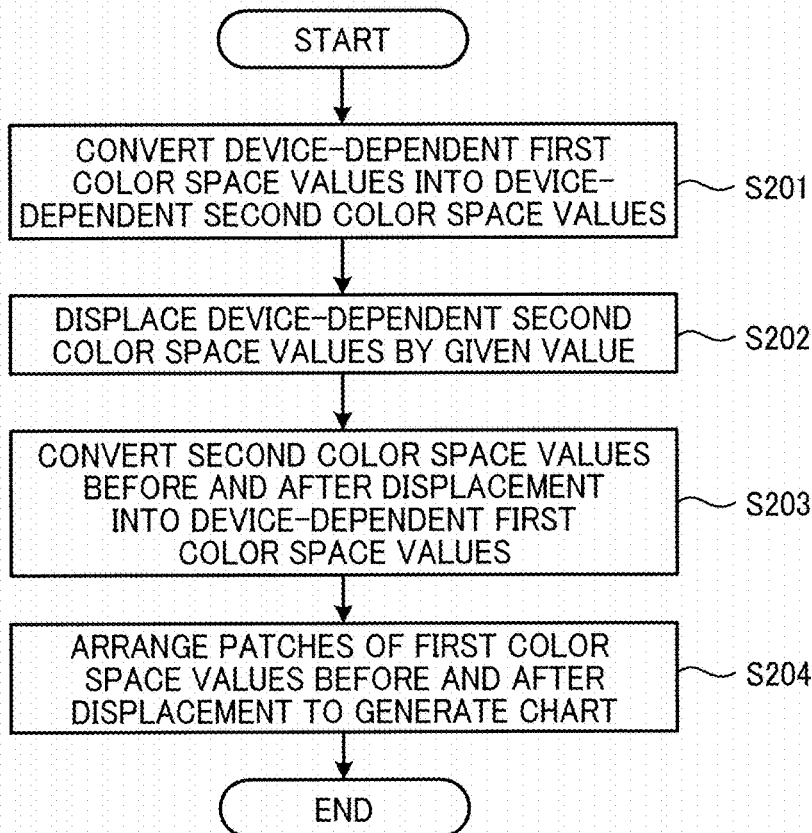 START
CONVERT DEVICE-DEPENDENT FIRST
COLOR SPACE VALUES INTO DEVICE-
DEPENDENT SECOND COLOR SPACE VALUES
S201
DISPLACE DEVICE-DEPENDENT SECOND
COLOR SPACE VALUES BY GIVEN VALUE
S202
CONVERT SECOND COLOR SPACE VALUES
BEFORE AND AFTER DISPLACEMENT
INTO DEVICE-DEPENDENT FIRST
COLOR SPACE VALUES
S203
ARRANGE PATCHES OF FIRST COLOR
SPACE VALUES BEFORE AND AFTER
DISPLACEMENT TO GENERATE CHART
S204
END